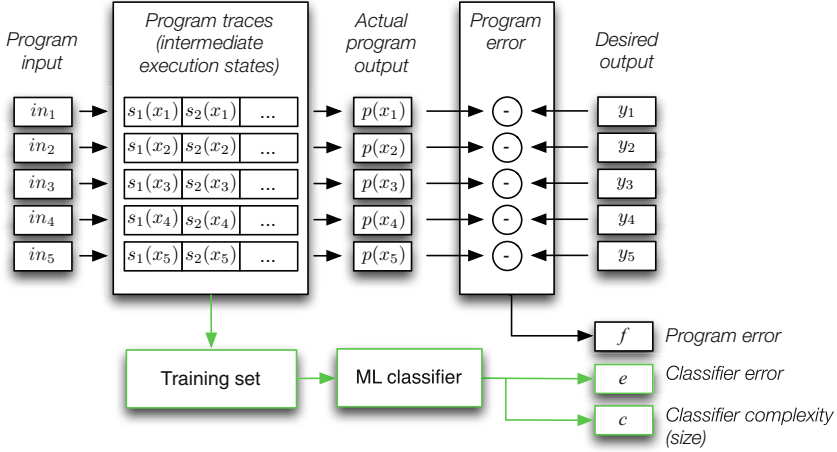 Program input
Program traces (intermediate execution states)
Actual program output
Program error
Desired output
in₁ s₁(x₁) s₂(x₁) ... p(x₁) - y₁
in₂ s₁(x₂) s₂(x₂) ... p(x₂) - y₂
in₃ s₁(x₃) s₂(x₃) ... p(x₃) - y₃
in₄ s₁(x₄) s₂(x₄) ... p(x₄) - y₄
in₅ s₁(x₅) s₂(x₅) ... p(x₅) - y₅
f Program error
Training set
ML classifier
e Classifier error
c Classifier complexity
(size)